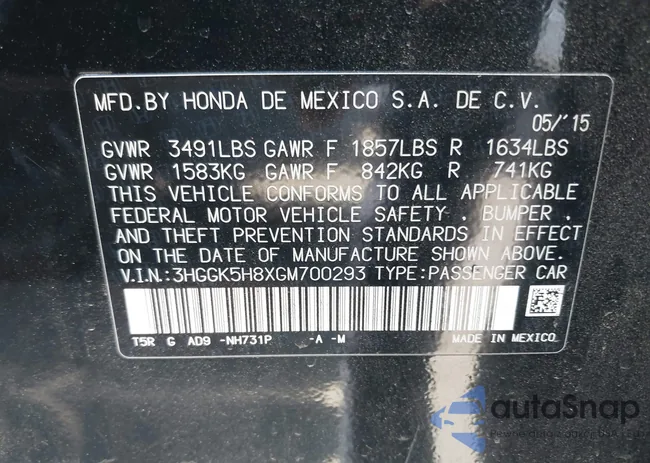 MFD.BY HONDA DE MEXICO S.A. DE C.V.
05/'15
GVWR 3491LBS GAWR F 1857LBS R 1634LBS
GVWR 1583KG GAWR F 842KG R 741KG
THIS VEHICLE CONFORMS TO ALL APPLICABLE
FEDERAL MOTOR VEHICLE SAFETY . BUMPER .
AND THEFT PREVENTION STANDARDS IN EFFECT
ON THE DATE OF MANUFACTURE SHOWN ABOVE.
V.I.N.:3HGGK5H8XGM700293 TYPE:PASSENGER CAR
T5R G AD9 -NH731P -A -M MADE IN MEXICO
autoSnap